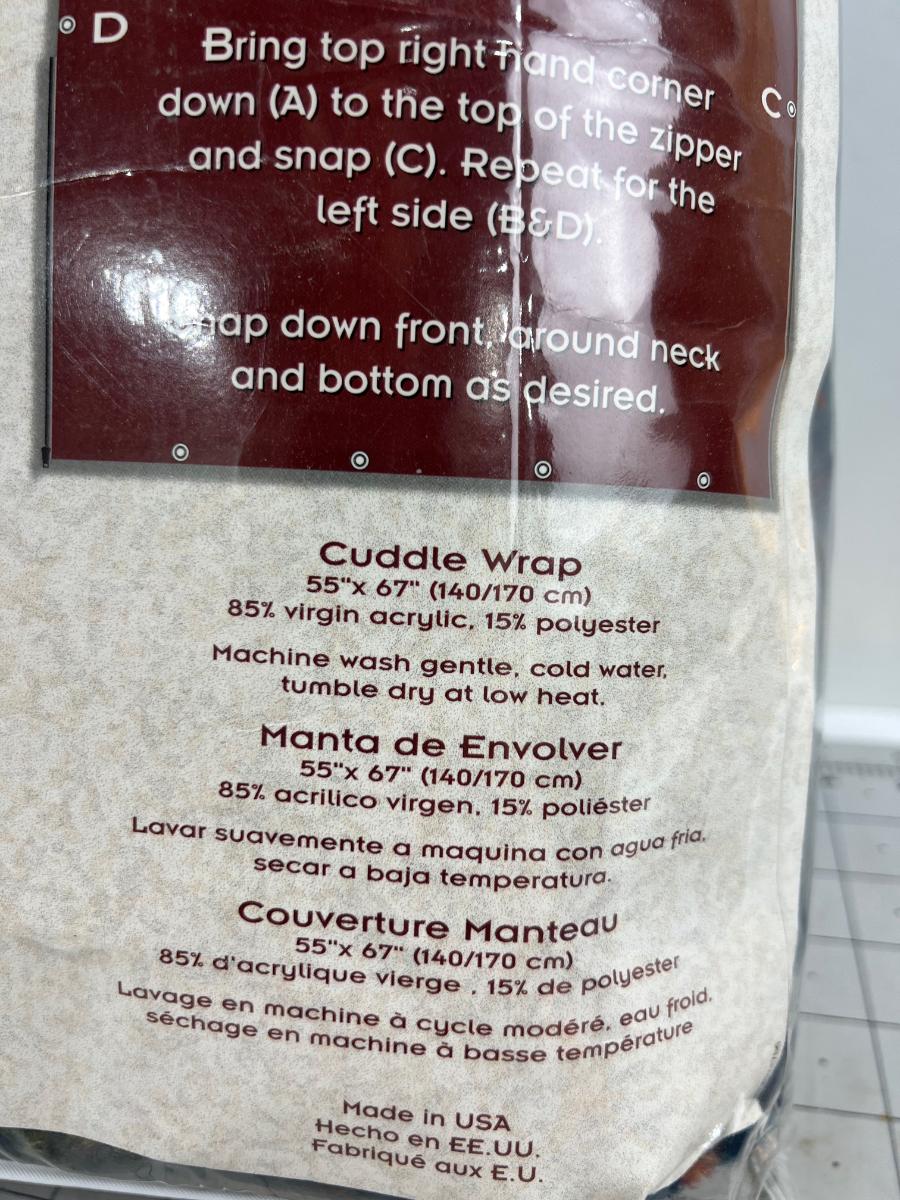 D
Bring top right hand corner
C
down (A) to the top of the zipper
and snap (C). Repeat for the
left side (B&D).
Snap down front, around neck
and bottom as desired.
Cuddle Wrap
55"x 67" (140/170 cm)
85% virgin acrylic, 15% polyester
Machine wash gentle, cold water,
tumble dry at low heat.
Manta de Envolver
55"x 67" (140/170 cm)
85% acrilico virgen, 15% poliéster
Lavar suavemente a maquina con agua fria,
secar a baja temperatura.
Couverture Manteau
55"x 67" (140/170 cm)
85% d'acrylique vierge , 15% de polyester
Lavage en machine à cycle modéré, eau froid,
séchage en machine à basse température
Made in USA
Hecho en EE.UU.
Fabriqué aux E.U.